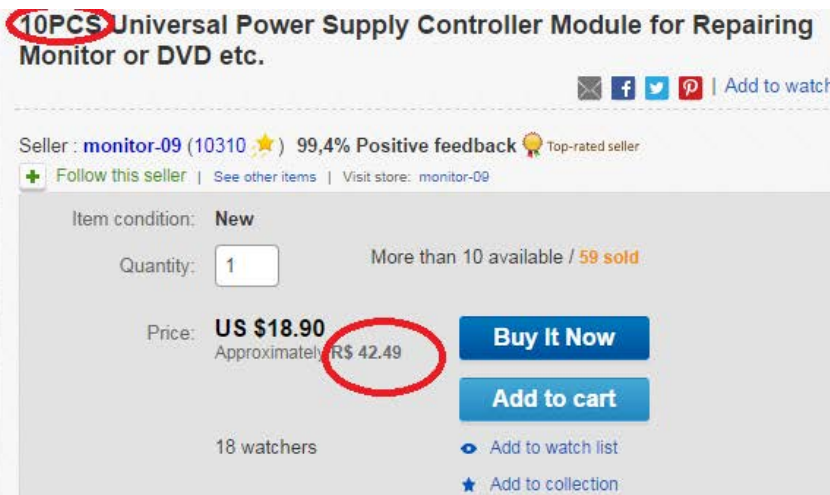 10PCS Universal Power Supply Controller Module for Repairing
Monitor or DVD etc.
| Add to watch
Seller : monitor-09 (10310 ) 99,4% Positive feedback Top-rated seller
+ Follow this seller | See other items | Visit store: monitor-09
Item condition: New
Quantity: 1 More than 10 available / 59 sold
Price: US $18.90 Buy It Now
Approximately R$ 42.49
Add to cart
18 watchers Add to watch list
Add to collection